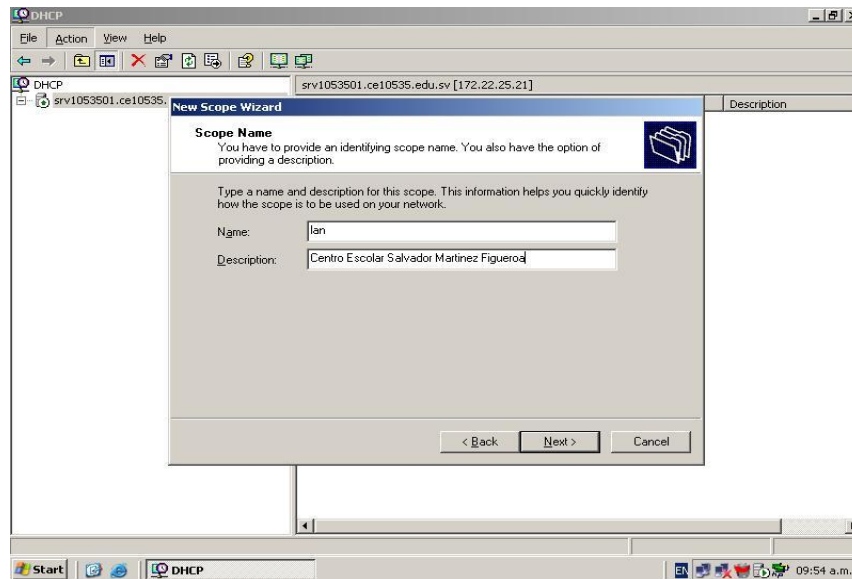 DHCP
File Action View Help
DHCP
srv1053501.ce10535.
srv1053501.ce10535.edu.sv [172.22.25.21]
Description
New Scope Wizard
Scope Name
You have to provide an identifying scope name. You also have the option of
providing a description.
Type a name and description for this scope. This information helps you quickly identify
how the scope is to be used on your network.
Name: lan
Description: Centro Escolar Salvador Martinez Figueroa
< Back Next > Cancel
Start DHCP EN 09:54 a.m.